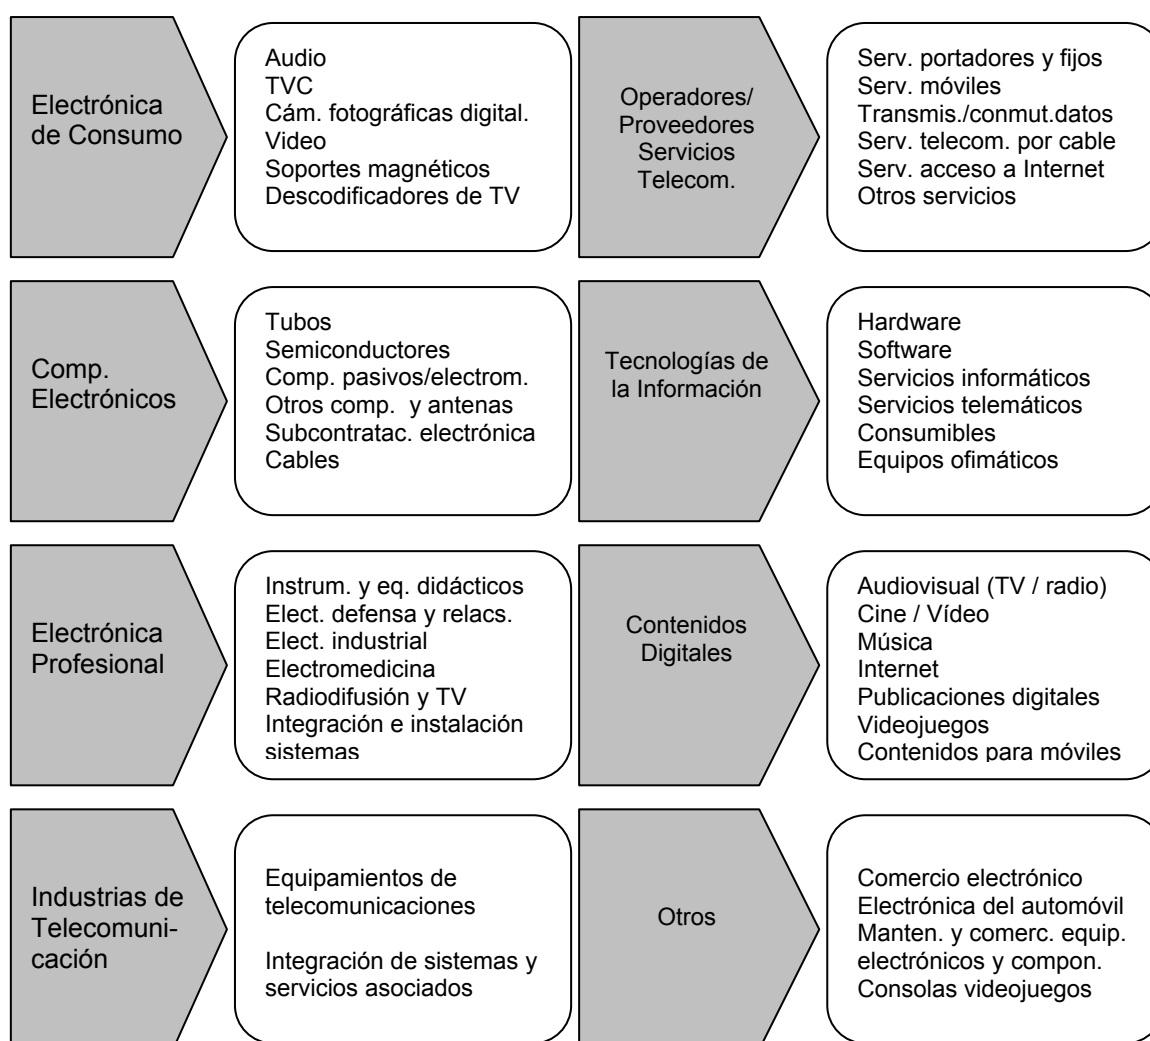 Electrónica
de Consumo
Audio
TVC
Cám. fotográficas digital.
Video
Soportes magnéticos
Descodificadores de TV
Operadores/
Proveedores
Servicios
Telecom.
Serv. portadores y fijos
Serv. móviles
Transmis./conmut.datos
Serv. telecom. por cable
Serv. acceso a Internet
Otros servicios
Comp.
Electrónicos
Tubos
Semiconductores
Comp. pasivos/electrom.
Otros comp. y antenas
Subcontratac. electrónica
Cables
Tecnologías de
la Información
Hardware
Software
Servicios informáticos
Servicios telemáticos
Consumibles
Equipos ofimáticos
Electrónica
Profesional
Instrum. y eq. didácticos
Elect. defensa y relacs.
Elect. industrial
Electromedicina
Radiodifusión y TV
Integración e instalación
sistemas
Contenidos
Digitales
Audiovisual (TV / radio)
Cine / Vídeo
Música
Internet
Publicaciones digitales
Videojuegos
Contenidos para móviles
Industrias de
Telecomuni-
cación
Equipamientos de
telecomunicaciones
Integración de sistemas y
servicios asociados
Otros
Comercio electrónico
Electrónica del automóvil
Manten. y comerc. equip.
electrónicos y compon.
Consolas videojuegos